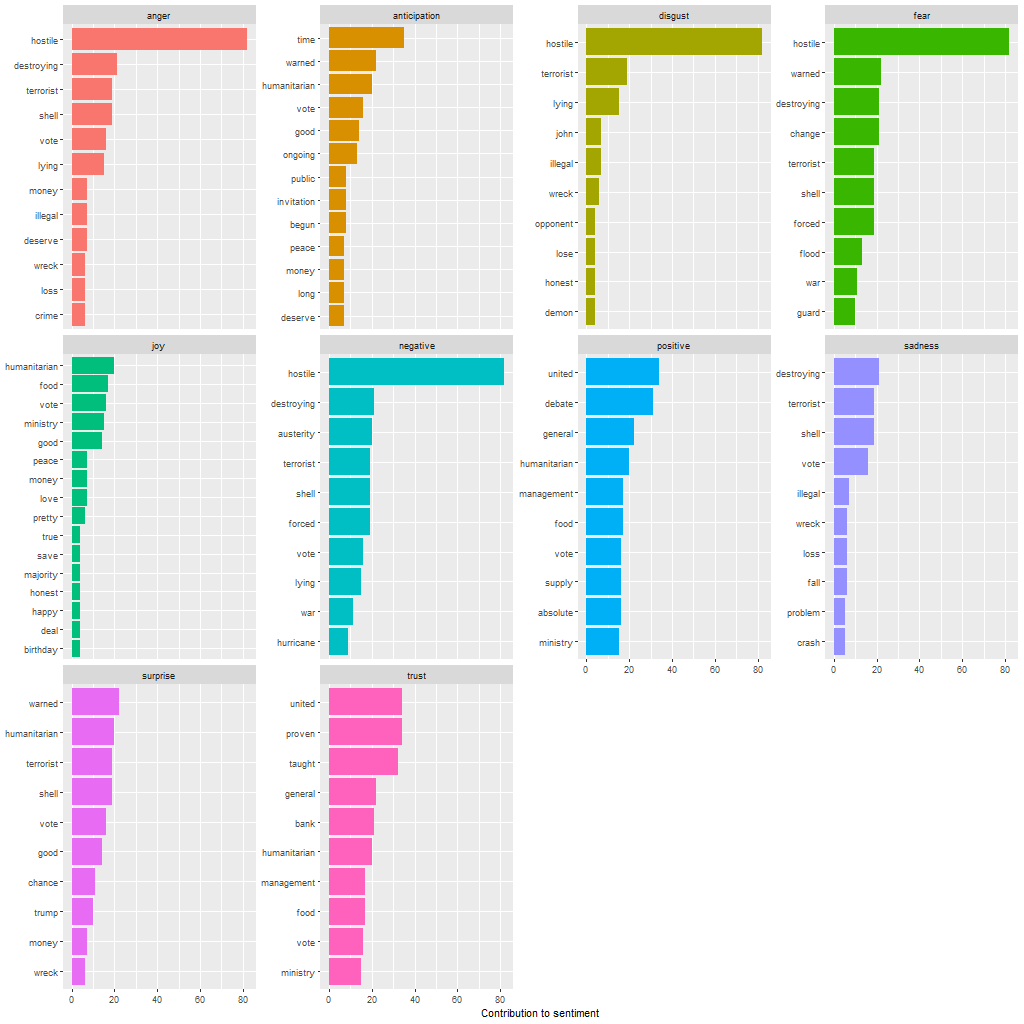 anger
hostile
destroying
terrorist
shell
vote
lying
money
illegal
deserve
wreck
loss
crime
anticipation
time
warned
humanitarian
vote
good
ongoing
public
invitation
begun
peace
money
long
deserve
disgust
hostile
terrorist
lying
john
illegal
wreck
opponent
lose
honest
demon
fear
hostile
warned
destroying
change
terrorist
shell
forced
flood
war
guard
joy
humanitarian
food
vote
ministry
good
peace
money
love
pretty
true
save
majority
honest
happy
deal
birthday
negative
hostile
destroying
austerity
terrorist
shell
forced
vote
lying
war
hurricane
positive
united
debate
general
humanitarian
management
food
vote
supply
absolute
ministry
0 20 40 60 80
sadness
destroying
terrorist
shell
vote
illegal
wreck
loss
fall
problem
crash
0 20 40 60 80
surprise
warned
humanitarian
terrorist
shell
vote
good
chance
trump
money
wreck
0 20 40 60 80
trust
united
proven
taught
general
bank
humanitarian
management
food
vote
ministry
0 20 40 60 80
Contribution to sentiment